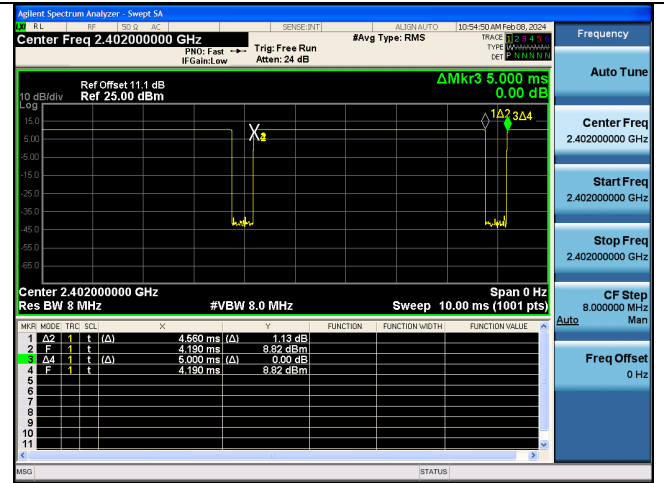 Agilent Spectrum Analyzer - Swept SA
RL RF 50 Ω AC SENSE:INT ALIGN AUTO 10:54:50 AM Feb 08, 2024
Center Freq 2.402000000 GHz
PNO: Fast
IFGain:Low
Trig: Free Run
Atten: 24 dB
#Avg Type: RMS
TRACE 1 2 3 4 5 6
TYPE
DET P N N N N N
Frequency
Auto Tune
Center Freq
2.402000000 GHz
Start Freq
2.402000000 GHz
Stop Freq
2.402000000 GHz
CF Step
8.000000 MHz
Auto Man
Freq Offset
0 Hz
ΔMkr3 5.000 ms
0.00 dB
Ref Offset 11.1 dB
10 dB/div Ref 25.00 dBm
Log
1Δ2 3Δ4
15.0
5.00
-5.00
-15.0
-25.0
-35.0
-45.0
-55.0
-65.0
Center 2.402000000 GHz Span 0 Hz
Res BW 8 MHz #VBW 8.0 MHz Sweep 10.00 ms (1001 pts)
MKR MODE TRC SCL X Y FUNCTION FUNCTION WIDTH FUNCTION VALUE
1 Δ2 1 t (Δ) 4.560 ms (Δ) 1.13 dB
2 F 1 t 4.190 ms 8.82 dBm
3 Δ4 1 t (Δ) 5.000 ms (Δ) 0.00 dB
4 F 1 t 4.190 ms 8.82 dBm
5
6
7
8
9
10
11
MSG STATUS